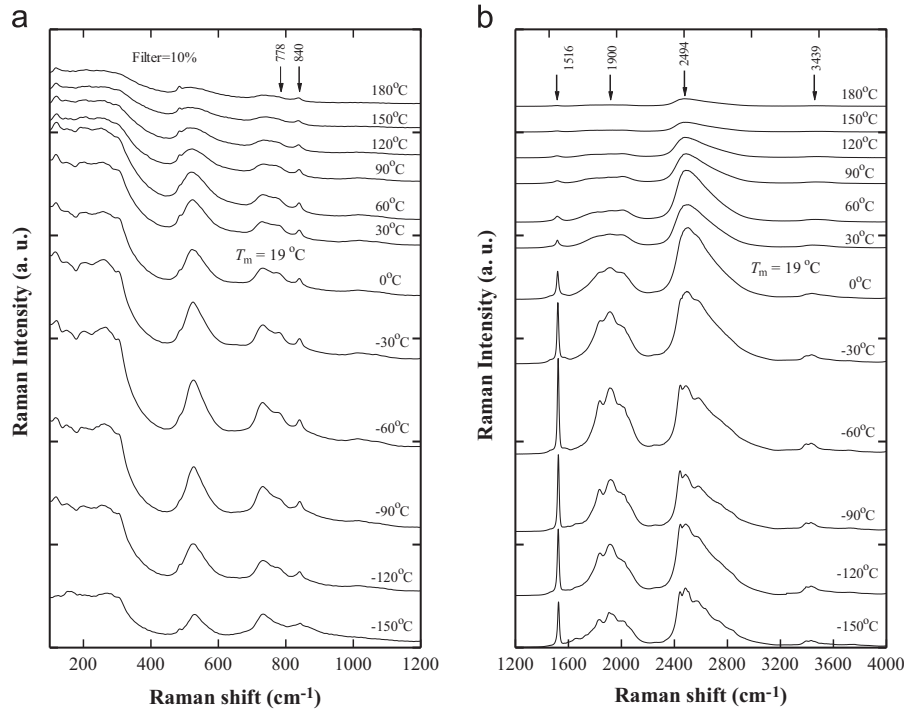 a
Filter=10%
778
840
180°C
150°C
120°C
90°C
60°C
30°C
Tm = 19 °C
0°C
-30°C
-60°C
-90°C
-120°C
-150°C
200
400
600
800
1000
1200
Raman shift (cm-1)
Raman Intensity (a. u.)
b
1516
1900
2494
3439
180°C
150°C
120°C
90°C
60°C
30°C
Tm = 19 °C
0°C
-30°C
-60°C
-90°C
-120°C
-150°C
1200
1600
2000
2400
2800
3200
3600
4000
Raman shift (cm-1)
Raman Intensity (a. u.)